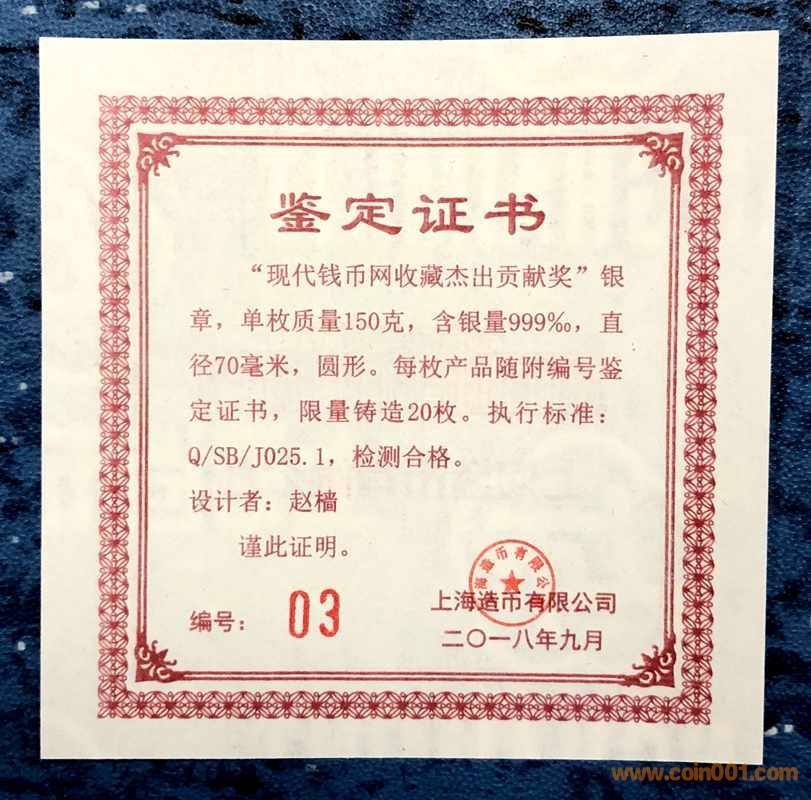 鉴定证书
“现代钱币网收藏杰出贡献奖”银
章，单枚质量150克，含银量999‰，直
径70毫米，圆形。每枚产品随附编号鉴
定证书，限量铸造20枚。执行标准：
Q/SB/J025.1，检测合格。
设计者：赵樯
谨此证明。
编号：03
上海造币有限公司
二〇一八年九月
www.coin001.com